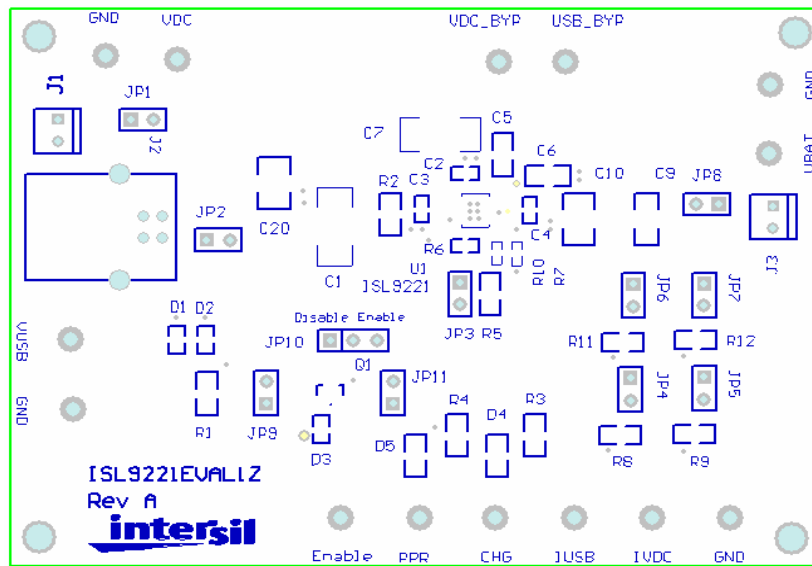 GND
VDC
VDC_BYP
USB_BYP
J1
JP1
J2
GND
VBAT
C7
C5
C2
C6
C10
C9
JP8
R2
C3
C20
JP2
C4
J3
C1
R6
U1
ISL9221
R10
R7
JP3
R5
JP6
JP7
D1
D2
Disable Enable
JP10
Q1
R11
R12
VUSB
GND
JP11
JP4
JP5
R1
JP9
D3
R4
D4
R3
D5
R8
R9
ISL9221EVAL1Z
Rev A
intersil
Enable
PPR
CHG
IUSB
IVDC
GND